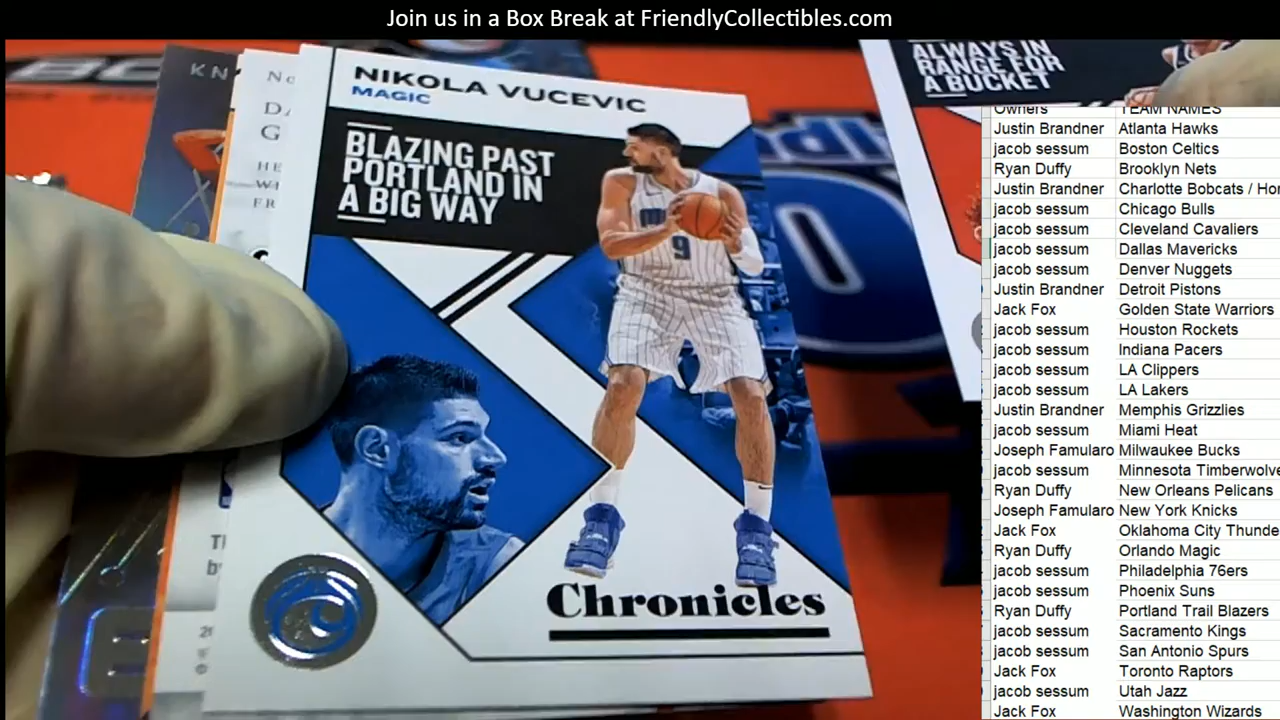 Join us in a Box Break at FriendlyCollectibles.com
KN
NIKOLA VUCEVIC
MAGIC
BLAZING PAST
PORTLAND IN
A BIG WAY
9
Chronicles
ALWAYS IN
RANGE FOR
A BUCKET
Owners TEAM NAMES
Justin Brandner Atlanta Hawks
jacob sessum Boston Celtics
Ryan Duffy Brooklyn Nets
Justin Brandner Charlotte Bobcats / Hor
jacob sessum Chicago Bulls
jacob sessum Cleveland Cavaliers
jacob sessum Dallas Mavericks
jacob sessum Denver Nuggets
Justin Brandner Detroit Pistons
Jack Fox Golden State Warriors
jacob sessum Houston Rockets
jacob sessum Indiana Pacers
jacob sessum LA Clippers
jacob sessum LA Lakers
Justin Brandner Memphis Grizzlies
jacob sessum Miami Heat
Joseph Famularo Milwaukee Bucks
jacob sessum Minnesota Timberwolve
Ryan Duffy New Orleans Pelicans
Joseph Famularo New York Knicks
Jack Fox Oklahoma City Thunde
Ryan Duffy Orlando Magic
jacob sessum Philadelphia 76ers
jacob sessum Phoenix Suns
Ryan Duffy Portland Trail Blazers
jacob sessum Sacramento Kings
jacob sessum San Antonio Spurs
Jack Fox Toronto Raptors
jacob sessum Utah Jazz
Jack Fox Washington Wizards